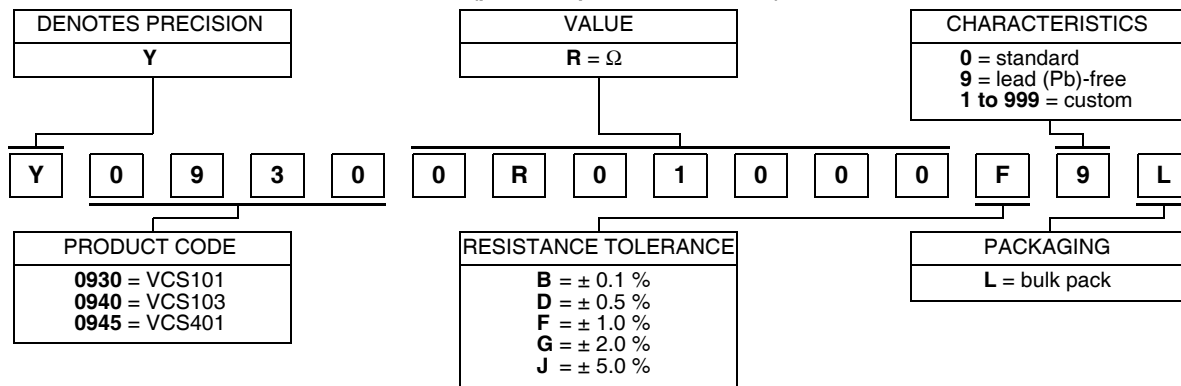 DENOTES PRECISION
Y
VALUE
R = Ω
CHARACTERISTICS
0 = standard
9 = lead (Pb)-free
1 to 999 = custom
Y 0 9 3 0 0 R 0 1 0 0 0 F 9 L
PRODUCT CODE
0930 = VCS101
0940 = VCS103
0945 = VCS401
RESISTANCE TOLERANCE
B = ± 0.1 %
D = ± 0.5 %
F = ± 1.0 %
G = ± 2.0 %
J = ± 5.0 %
PACKAGING
L = bulk pack